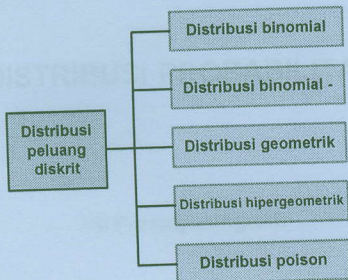 Distribusi binomial
Distribusi binomial -
Distribusi
peluang
diskrit
Distribusi geometrik
Distribusi hipergeometrik
Distribusi poison